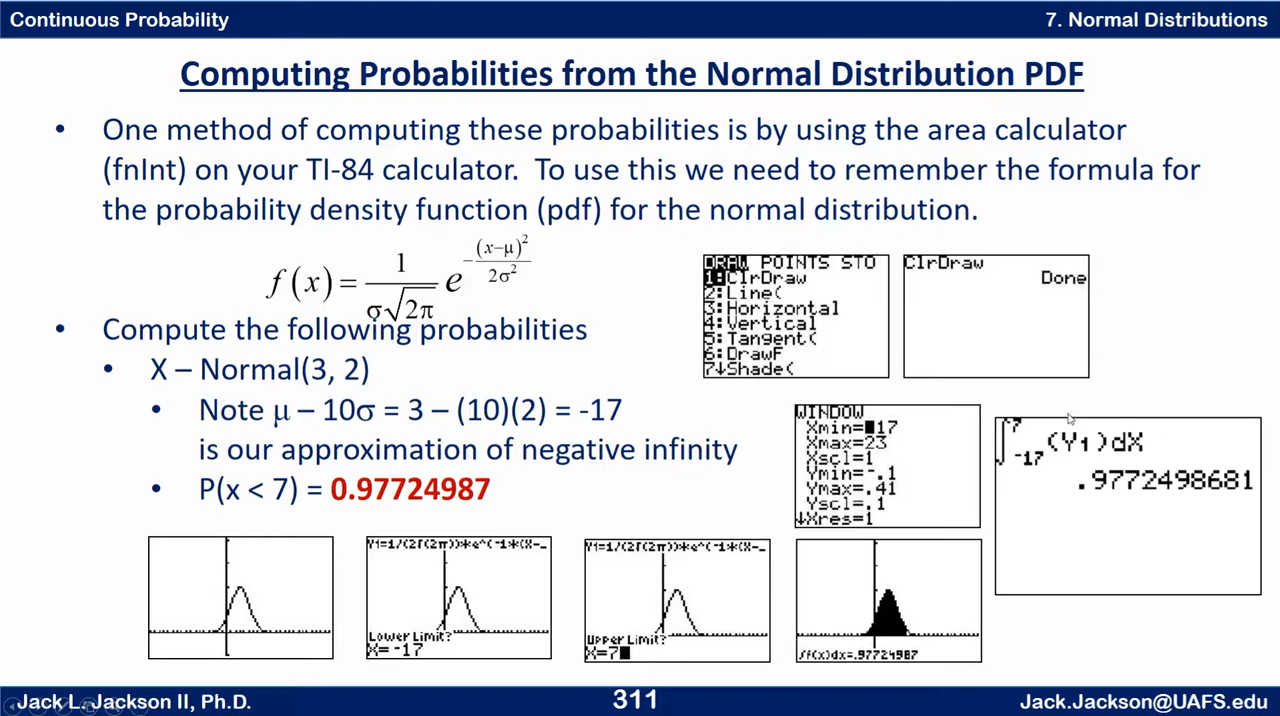 Continuous Probability
7. Normal Distributions
Computing Probabilities from the Normal Distribution PDF
• One method of computing these probabilities is by using the area calculator
(fnInt) on your TI-84 calculator. To use this we need to remember the formula for
the probability density function (pdf) for the normal distribution.
f(x) = 1/(σ√2π) e^(-(x-μ)²/(2σ²))
DRAW POINTS STO
1:ClrDraw
2:Line(
3:Horizontal
4:Vertical
5:Tangent(
6:DrawF
7↓Shade(
ClrDraw
Done
• Compute the following probabilities
• X – Normal(3, 2)
• Note μ – 10σ = 3 – (10)(2) = -17
is our approximation of negative infinity
• P(x < 7) = 0.97724987
WINDOW
Xmin=-17
Xmax=23
Xscl=1
Ymin=-.1
Ymax=.41
Yscl=.1
↓Xres=1
∫ -17 7 (Y1)dX
.9772498681
Y1=1/(2√(2π))*e^(-1*(X-…
Lower Limit?
X=-17
Y1=1/(2√(2π))*e^(-1*(X-…
Upper Limit?
X=7
∫f(x)dx=.97724987
Jack L. Jackson II, Ph.D.
311
Jack.Jackson@UAFS.edu